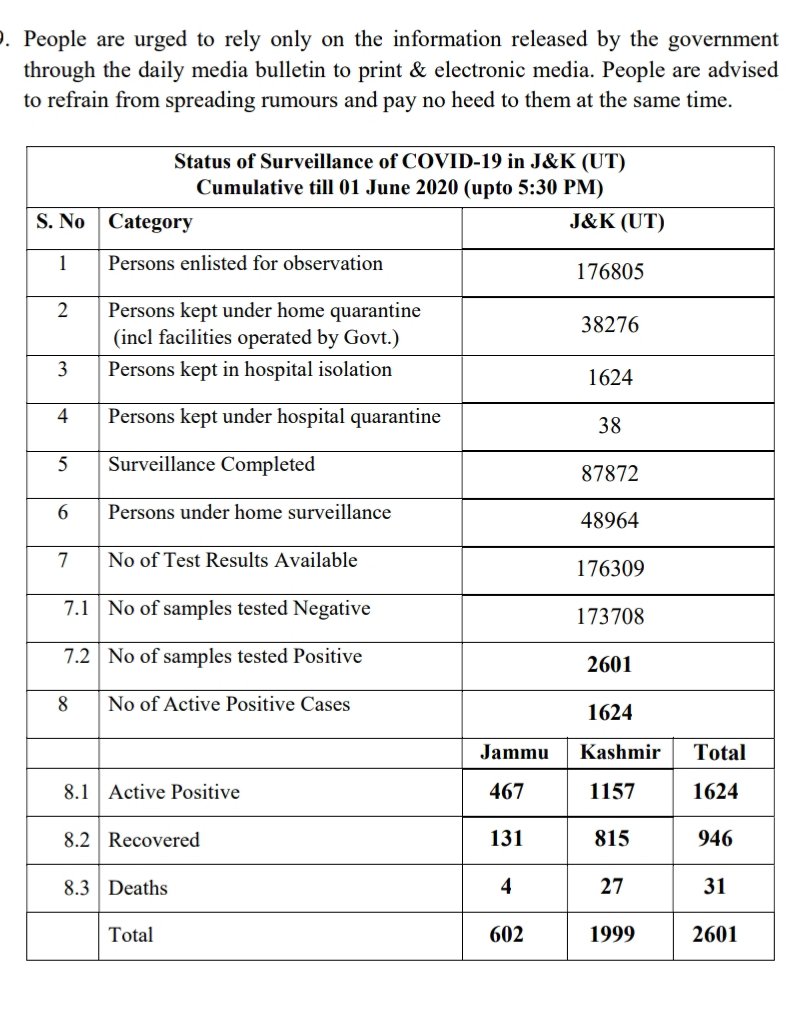 9. People are urged to rely only on the information released by the government
through the daily media bulletin to print & electronic media. People are advised
to refrain from spreading rumours and pay no heed to them at the same time.
Status of Surveillance of COVID-19 in J&K (UT)
Cumulative till 01 June 2020 (upto 5:30 PM)
S. No Category J&K (UT)
1 Persons enlisted for observation 176805
2 Persons kept under home quarantine
(incl facilities operated by Govt.) 38276
3 Persons kept in hospital isolation 1624
4 Persons kept under hospital quarantine 38
5 Surveillance Completed 87872
6 Persons under home surveillance 48964
7 No of Test Results Available 176309
7.1 No of samples tested Negative 173708
7.2 No of samples tested Positive 2601
8 No of Active Positive Cases 1624
Jammu Kashmir Total
8.1 Active Positive 467 1157 1624
8.2 Recovered 131 815 946
8.3 Deaths 4 27 31
Total 602 1999 2601